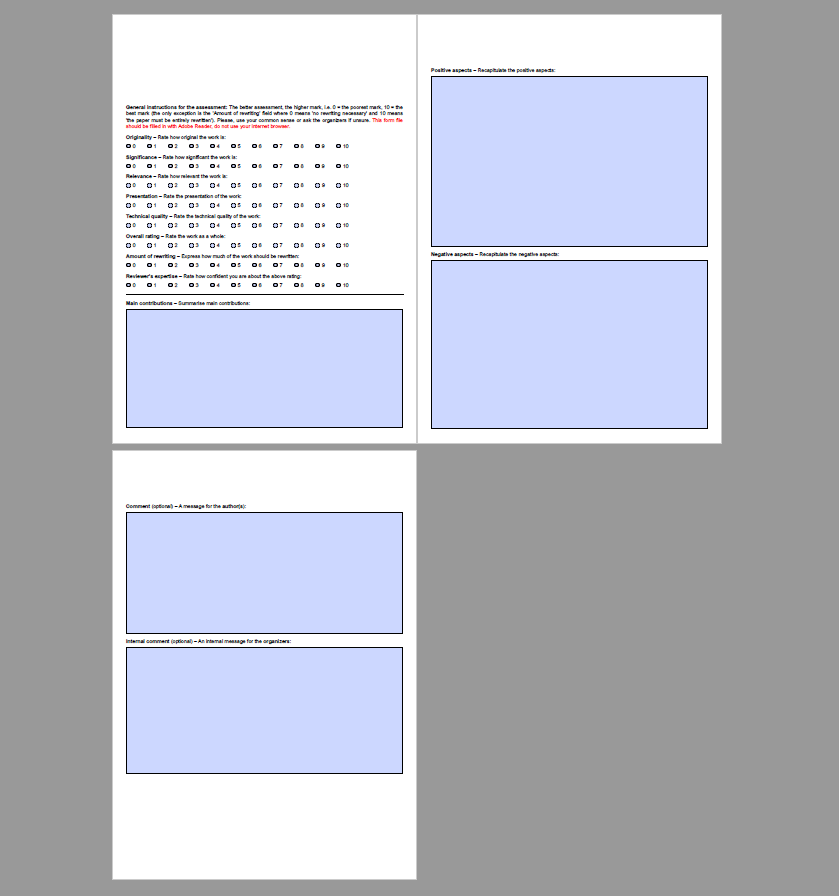 General instructions for the assessment: The better assessment, the higher mark, i.e. 0 = the poorest mark, 10 = the
best mark (the only exception is the 'Amount of rewriting' field where 0 means 'no rewriting necessary' and 10 means
'the paper must be entirely rewritten'). Please, use your common sense or ask the organizers if unsure. This form file
should be filled in with Adobe Reader, do not use your internet browser.
Originality – Rate how original the work is:
0 1 2 3 4 5 6 7 8 9 10
Significance – Rate how significant the work is:
0 1 2 3 4 5 6 7 8 9 10
Relevance – Rate how relevant the work is:
0 1 2 3 4 5 6 7 8 9 10
Presentation – Rate the presentation of the work:
0 1 2 3 4 5 6 7 8 9 10
Technical quality – Rate the technical quality of the work:
0 1 2 3 4 5 6 7 8 9 10
Overall rating – Rate the work as a whole:
0 1 2 3 4 5 6 7 8 9 10
Amount of rewriting – Express how much of the work should be rewritten:
0 1 2 3 4 5 6 7 8 9 10
Reviewer's expertise – Rate how confident you are about the above rating:
0 1 2 3 4 5 6 7 8 9 10
Main contributions – Summarise main contributions:
Positive aspects – Recapitulate the positive aspects:
Negative aspects – Recapitulate the negative aspects:
Comment (optional) – A message for the author(s):
Internal comment (optional) – An internal message for the organizers: